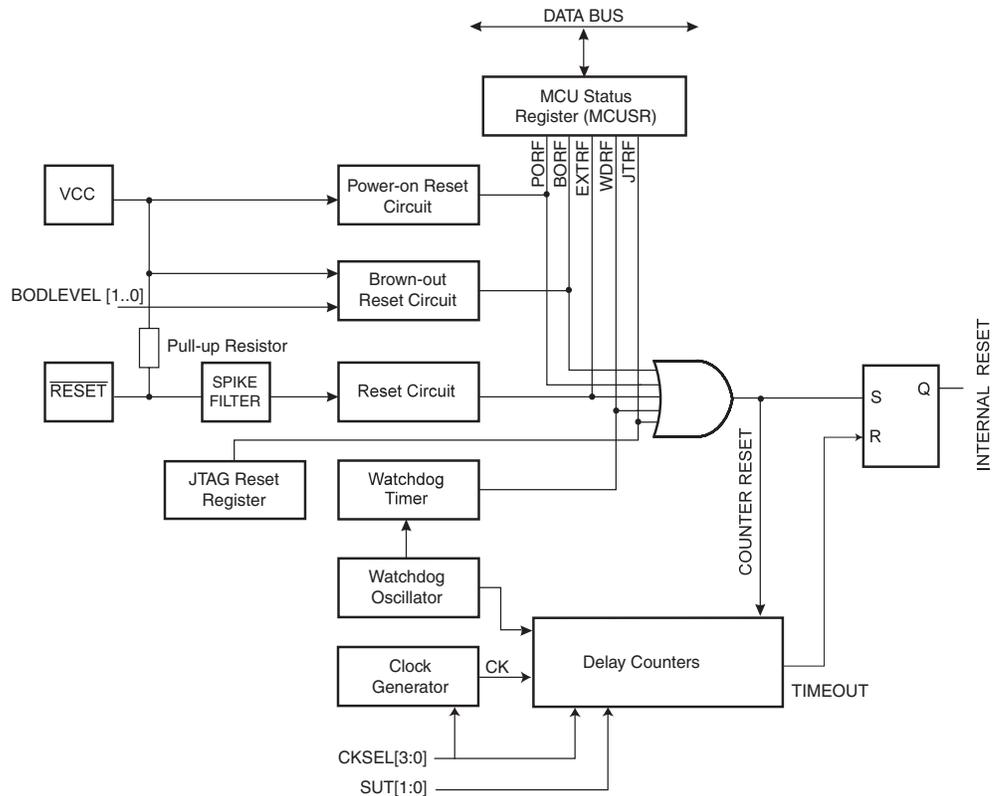 DATA BUS
MCU Status
Register (MCUSR)
PORF
BORF
EXTRF
WDRF
JTRF
VCC
Power-on Reset
Circuit
Brown-out
Reset Circuit
BODLEVEL [1..0]
Pull-up Resistor
RESET
SPIKE
FILTER
Reset Circuit
JTAG Reset
Register
Watchdog
Timer
Watchdog
Oscillator
Clock
Generator
CK
CKSEL[3:0]
SUT[1:0]
Delay Counters
TIMEOUT
COUNTER RESET
S
R
Q
INTERNAL RESET